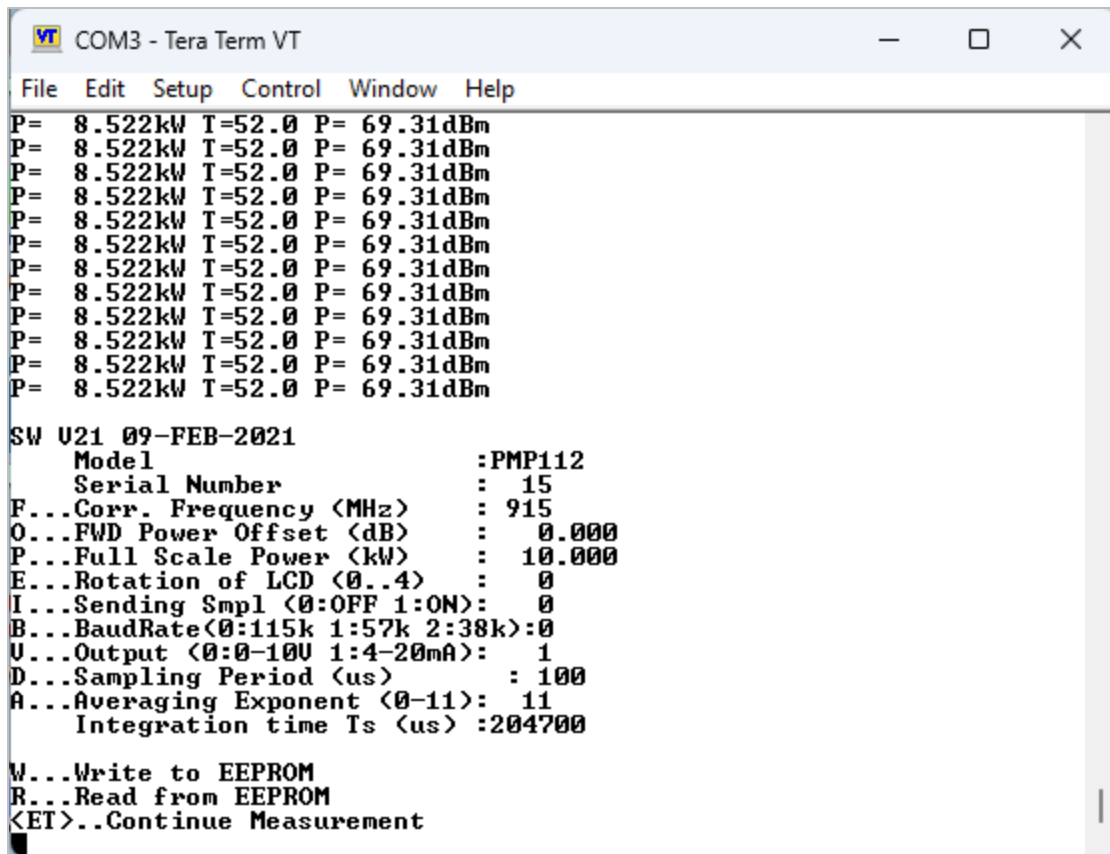 COM3 - Tera Term VT
File Edit Setup Control Window Help
P=  8.522kW T=52.0 P= 69.31dBm
P=  8.522kW T=52.0 P= 69.31dBm
P=  8.522kW T=52.0 P= 69.31dBm
P=  8.522kW T=52.0 P= 69.31dBm
P=  8.522kW T=52.0 P= 69.31dBm
P=  8.522kW T=52.0 P= 69.31dBm
P=  8.522kW T=52.0 P= 69.31dBm
P=  8.522kW T=52.0 P= 69.31dBm
P=  8.522kW T=52.0 P= 69.31dBm
P=  8.522kW T=52.0 P= 69.31dBm
P=  8.522kW T=52.0 P= 69.31dBm
P=  8.522kW T=52.0 P= 69.31dBm
SW V21 09-FEB-2021
    Model                    :PMP112
    Serial Number            :  15
F...Corr. Frequency (MHz)    : 915
O...FWD Power Offset (dB)    :   0.000
P...Full Scale Power (kW)    :  10.000
E...Rotation of LCD (0..4)   :   0
I...Sending Smpl (0:OFF 1:ON):   0
B...BaudRate(0:115k 1:57k 2:38k):0
V...Output (0:0-10V 1:4-20mA):   1
D...Sampling Period (us)       : 100
A...Averaging Exponent (0-11):  11
    Integration time Ts (us) :204700
W...Write to EEPROM
R...Read from EEPROM
<ET>..Continue Measurement